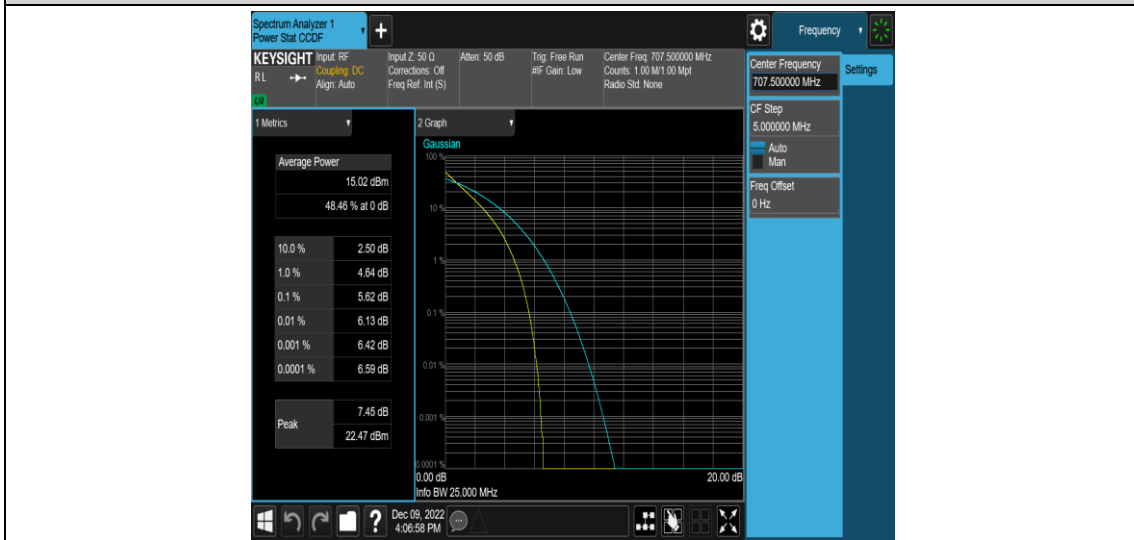 Spectrum Analyzer 1
Power Stat CCDF
+
Frequency
KEYSIGHT
RL
LXI
Input: RF
Coupling: DC
Align: Auto
Input Z: 50 Ω
Corrections: Off
Freq Ref: Int (S)
Atten: 50 dB
Trig: Free Run
#IF Gain: Low
Center Freq: 707.500000 MHz
Counts: 1.00 M/1.00 Mpt
Radio Std: None
Center Frequency
707.500000 MHz
Settings
CF Step
5.000000 MHz
Auto
Man
Freq Offset
0 Hz
1 Metrics
Average Power
15.02 dBm
48.46 % at 0 dB
10.0 % 2.50 dB
1.0 % 4.64 dB
0.1 % 5.62 dB
0.01 % 6.13 dB
0.001 % 6.42 dB
0.0001 % 6.59 dB
Peak 7.45 dB
22.47 dBm
2 Graph
Gaussian
100 %
10 %
1 %
0.1 %
0.01 %
0.001 %
0.0001 %
0.00 dB 20.00 dB
Info BW 25.000 MHz
?
Dec 09, 2022
4:06:58 PM